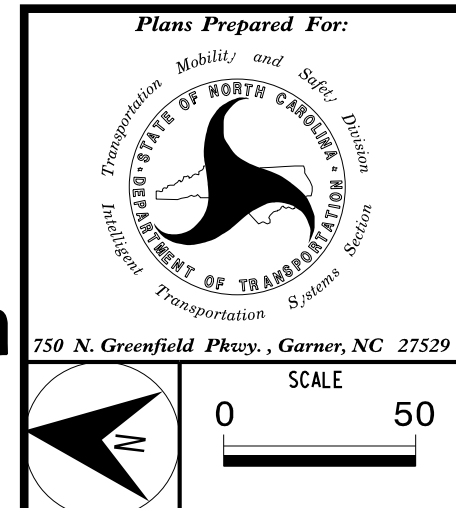 Plans Prepared For:
Transportation Mobility and Safety Division
STATE OF NORTH CAROLINA
DEPARTMENT OF TRANSPORTATION
Intelligent Transportation Systems Section
750 N. Greenfield Pkwy., Garner, NC 27529
N
SCALE
0 50